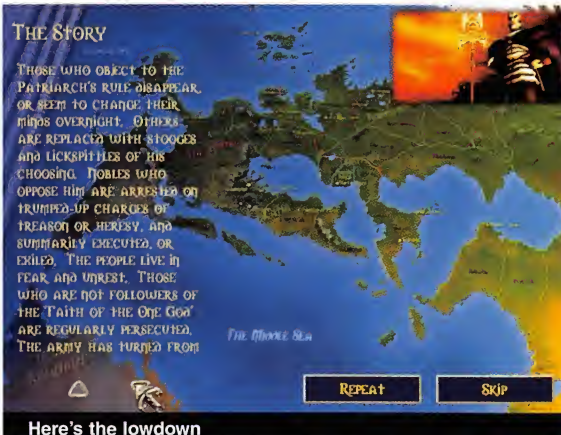 THE STORY
THOSE WHO OBJECT TO THE
PATRIARCH'S RULE DISAPPEAR,
OR SEEM TO CHANGE THEIR
MINDS OVERNIGHT. OTHERS
ARE REPLACED WITH STOOGES
AND LICKSPITTLES OF HIS
CHOOSING. NOBLES WHO
OPPOSE HIM ARE ARRESTED ON
TRUMPED-UP CHARGES OF
TREASON OR HERESY, AND
SUMMARILY EXECUTED, OR
EXILED. THE PEOPLE LIVE IN
FEAR AND UNREST. THOSE
WHO ARE NOT FOLLOWERS OF
THE 'FAITH OF THE ONE GOD'
ARE REGULARLY PERSECUTED.
THE ARMY HAS TURNED FROM
THE MIDDLE SEA
REPEAT
SKIP
Here's the lowdown